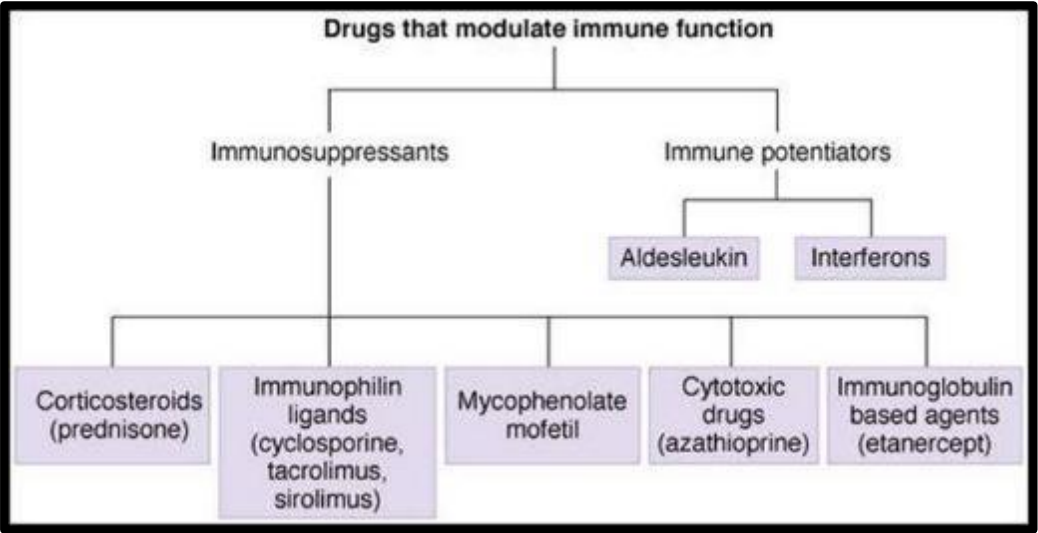 Drugs that modulate immune function
Immunosuppressants
Immune potentiators
Aldesleukin
Interferons
Corticosteroids
(prednisone)
Immunophilin
ligands
(cyclosporine,
tacrolimus,
sirolimus)
Mycophenolate
mofetil
Cytotoxic
drugs
(azathioprine)
Immunoglobulin
based agents
(etanercept)